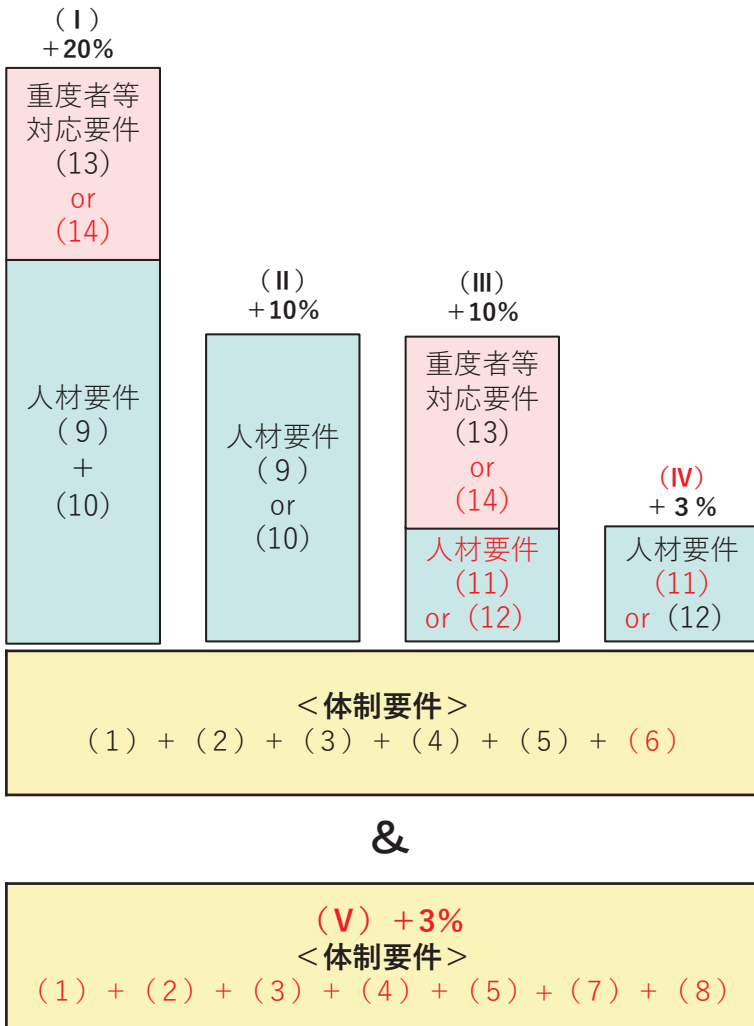 (Ⅰ)
+20%
重度者等
対応要件
(13)
or
(14)
人材要件
(9)
+
(10)
(Ⅱ)
+10%
人材要件
(9)
or
(10)
(Ⅲ)
+10%
重度者等
対応要件
(13)
or
(14)
人材要件
(11)
or (12)
(Ⅳ)
+3%
人材要件
(11)
or (12)
<体制要件>
(1) + (2) + (3) + (4) + (5) + (6)
&
(Ⅴ) +3%
<体制要件>
(1) + (2) + (3) + (4) + (5) + (7) + (8)